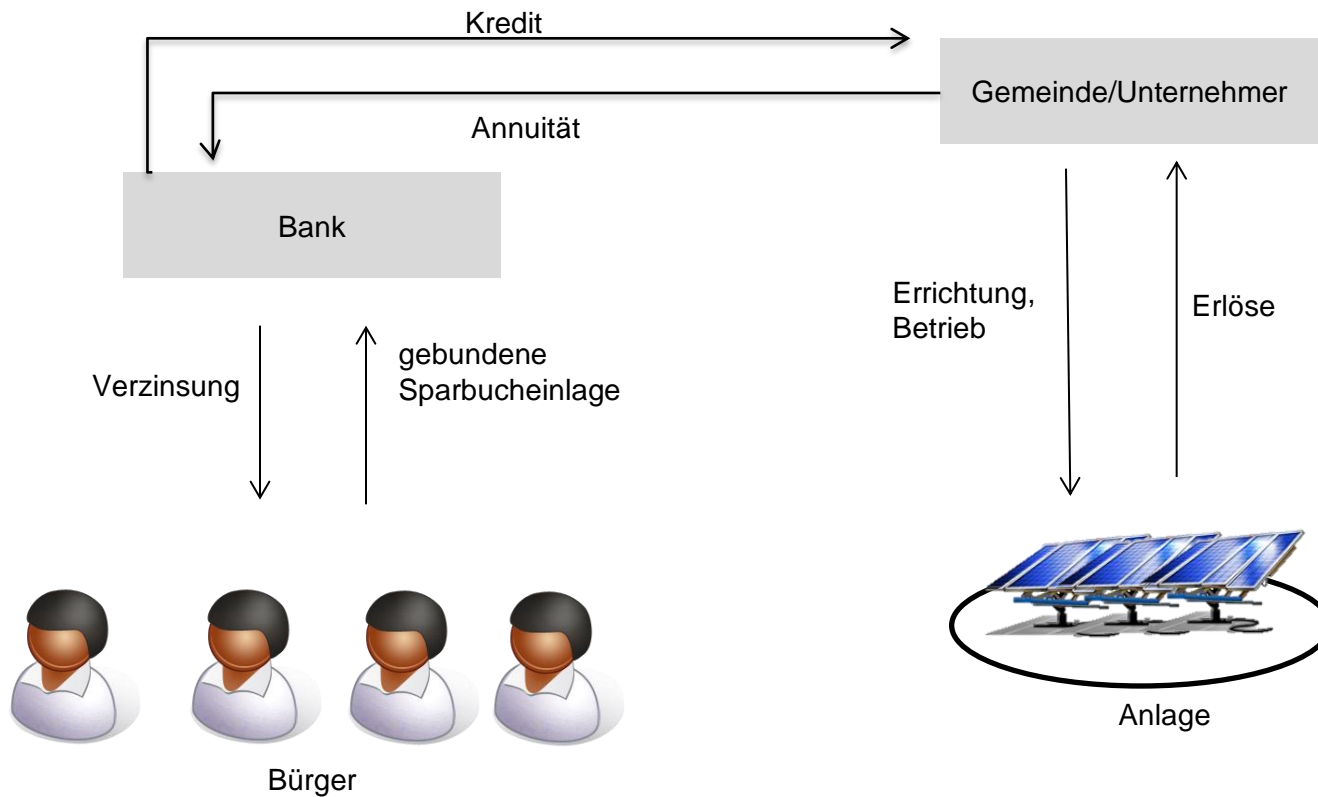 Kredit
Gemeinde/Unternehmer
Annuität
Bank
Errichtung,
Betrieb
Erlöse
Verzinsung
gebundene
Sparbucheinlage
Anlage
Bürger